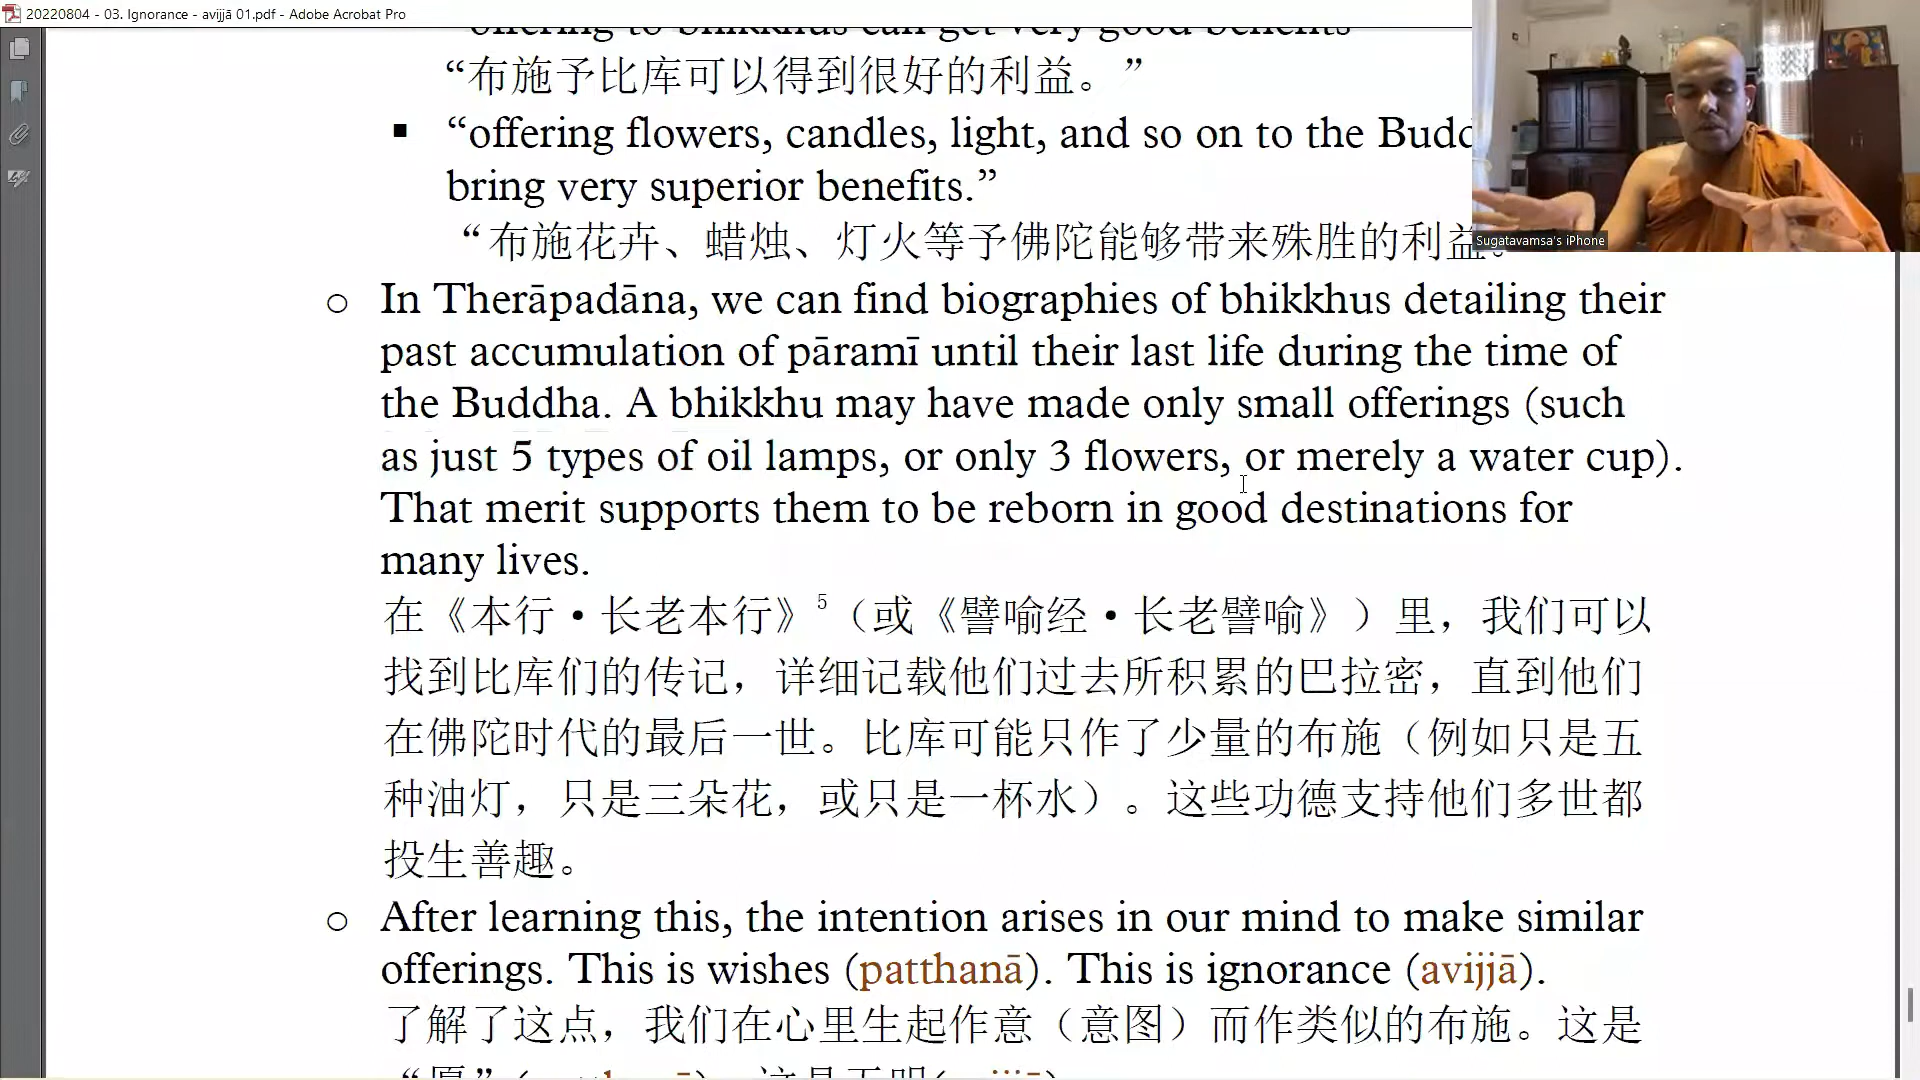 20220804 - 03. Ignorance - avijjā 01.pdf - Adobe Acrobat Pro
offering to bhikkhus can get very good benefits
“布施予比库可以得到很好的利益。”
▪ “offering flowers, candles, light, and so on to the Budd
bring very superior benefits.”
“布施花卉、蜡烛、灯火等予佛陀能够带来殊胜的利益。
Sugatavamsa's iPhone
o In Therāpadāna, we can find biographies of bhikkhus detailing their
past accumulation of pāramī until their last life during the time of
the Buddha. A bhikkhu may have made only small offerings (such
as just 5 types of oil lamps, or only 3 flowers, or merely a water cup).
That merit supports them to be reborn in good destinations for
many lives.
在《本行·长老本行》5（或《譬喻经·长老譬喻》）里，我们可以
找到比库们的传记，详细记载他们过去所积累的巴拉密，直到他们
在佛陀时代的最后一世。比库可能只作了少量的布施（例如只是五
种油灯，只是三朵花，或只是一杯水）。这些功德支持他们多世都
投生善趣。
o After learning this, the intention arises in our mind to make similar
offerings. This is wishes (patthanā). This is ignorance (avijjā).
了解了这点，我们在心里生起作意（意图）而作类似的布施。这是